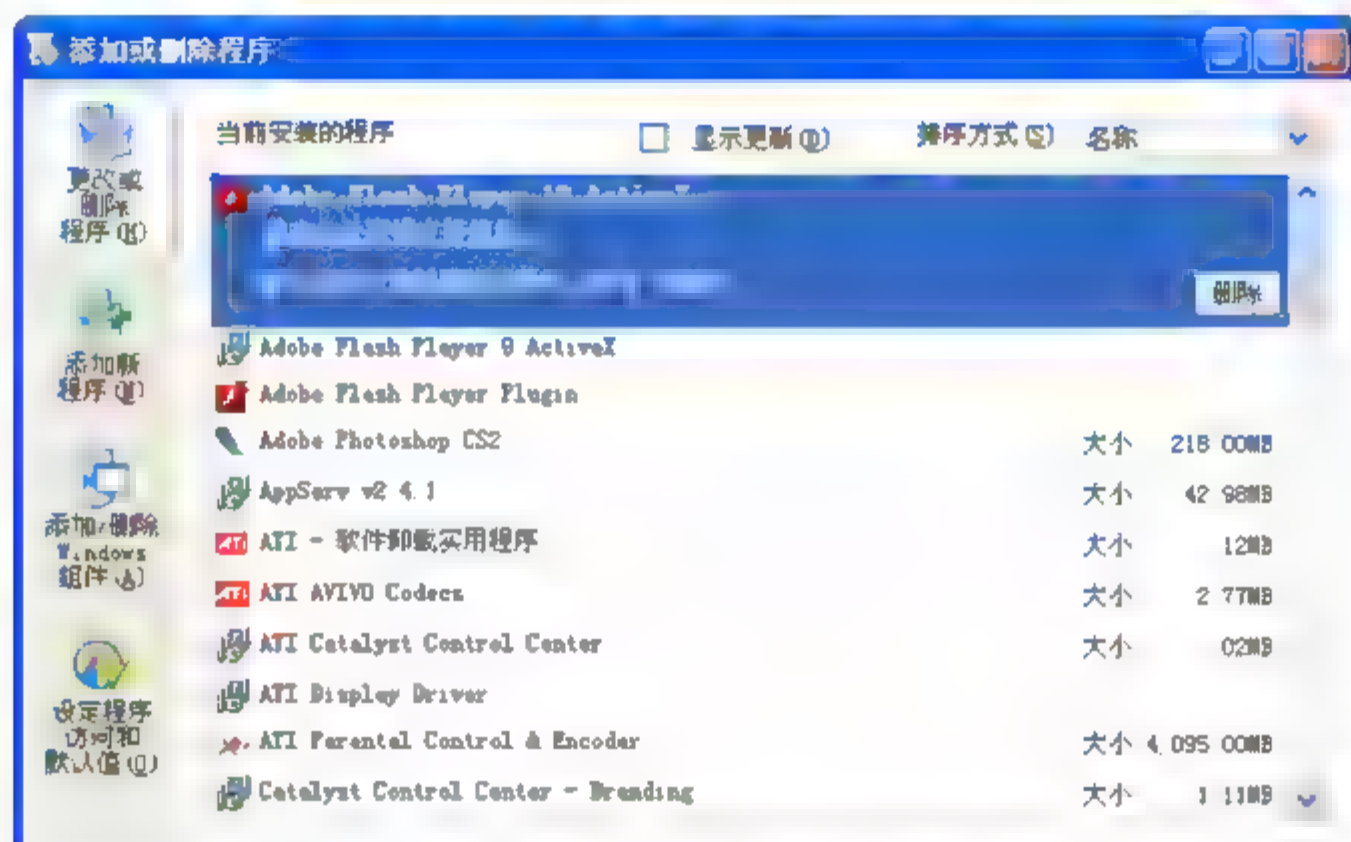 添加或删除程序
当前安装的程序
显示更新(D)
排序方式(S)
名称
更改或
删除
程序(H)
Adobe Flash Player 10 ActiveX
删除
Adobe Flash Player 9 ActiveX
添加新
程序(N)
Adobe Flash Player Plugin
Adobe Photoshop CS2
大小 218.00MB
AppServ v2.4.1
大小 42.98MB
添加/删除
Windows
组件(A)
ATI - 软件卸载实用程序
大小 12MB
ATI AVIVO Codecs
大小 2.77MB
ATI Catalyst Control Center
大小 02MB
ATI Display Driver
设定程序
访问和
默认值(O)
ATI Parental Control & Encoder
大小 4,095.00MB
Catalyst Control Center - Branding
大小 1.11MB